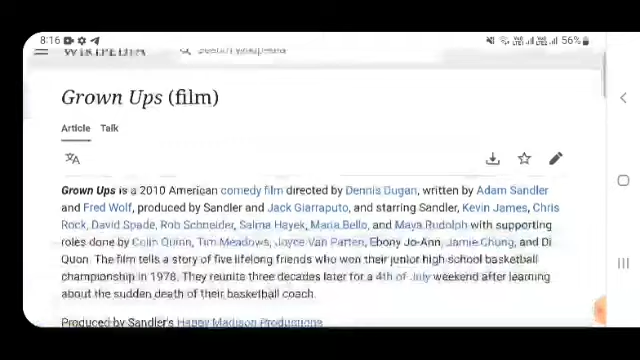 8:16
56%
WIKIPEDIA
Search Wikipedia
Grown Ups (film)
Article Talk
Grown Ups is a 2010 American comedy film directed by Dennis Dugan, written by Adam Sandler
and Fred Wolf, produced by Sandler and Jack Giarraputo, and starring Sandler, Kevin James, Chris
Rock, David Spade, Rob Schneider, Salma Hayek, Maria Bello, and Maya Rudolph with supporting
roles done by Colin Quinn, Tim Meadows, Joyce Van Patten, Ebony Jo-Ann, Jamie Chung, and Di
Quon. The film tells a story of five lifelong friends who won their junior high school basketball
championship in 1978. They reunite three decades later for a 4th of July weekend after learning
about the sudden death of their basketball coach.
Produced by Sandler's Happy Madison Productions